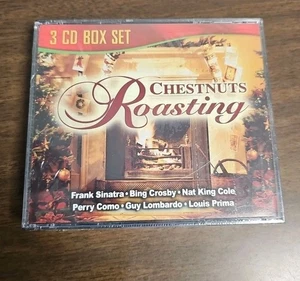 3 CD BOX SET
CHESTNUTS
Roasting
Frank Sinatra • Bing Crosby • Nat King Cole
Perry Como • Guy Lombardo • Louis Prima